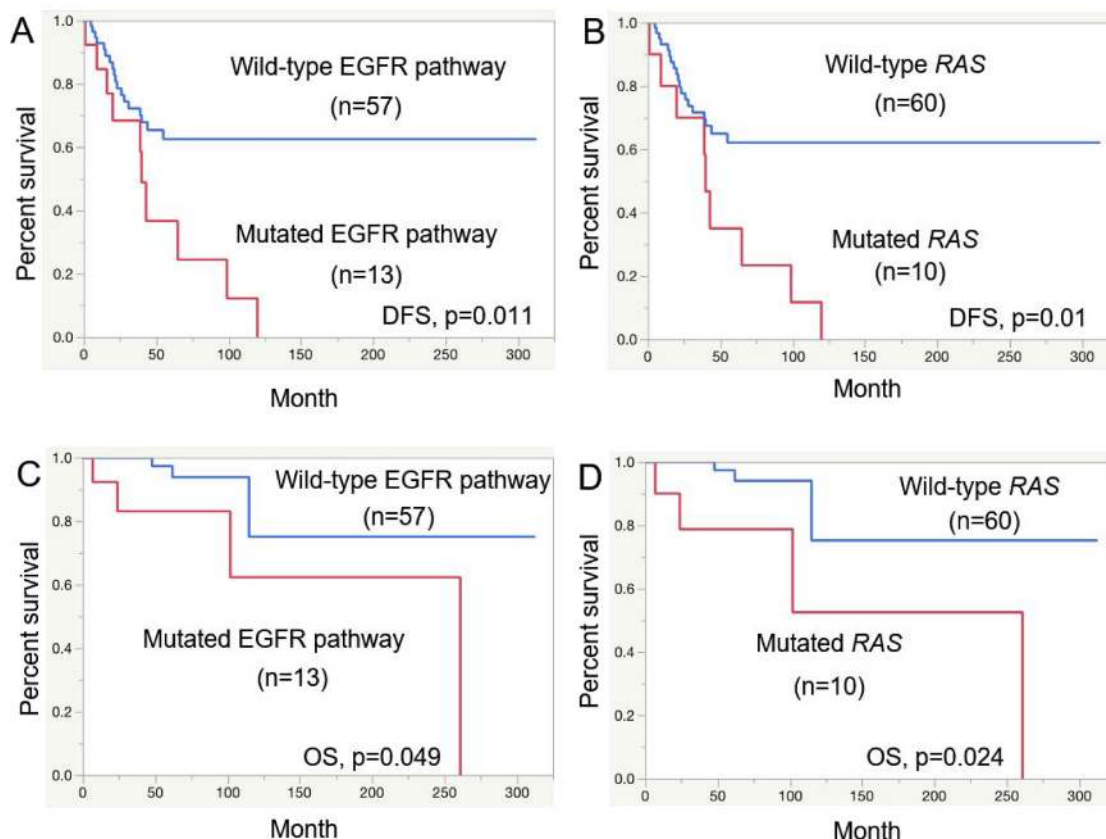 A
Percent survival
1.0
0.8
0.6
0.4
0.2
0.0
Wild-type EGFR pathway
(n=57)
Mutated EGFR pathway
(n=13)
DFS, p=0.011
0 50 100 150 200 250 300
Month
B
Percent survival
1.0
0.8
0.6
0.4
0.2
0.0
Wild-type RAS
(n=60)
Mutated RAS
(n=10)
DFS, p=0.01
0 50 100 150 200 250 300
Month
C
Percent survival
1.0
0.8
0.6
0.4
0.2
0.0
Wild-type EGFR pathway
(n=57)
Mutated EGFR pathway
(n=13)
OS, p=0.049
0 50 100 150 200 250 300
Month
D
Percent survival
1.0
0.8
0.6
0.4
0.2
0.0
Wild-type RAS
(n=60)
Mutated RAS
(n=10)
OS, p=0.024
0 50 100 150 200 250 300
Month